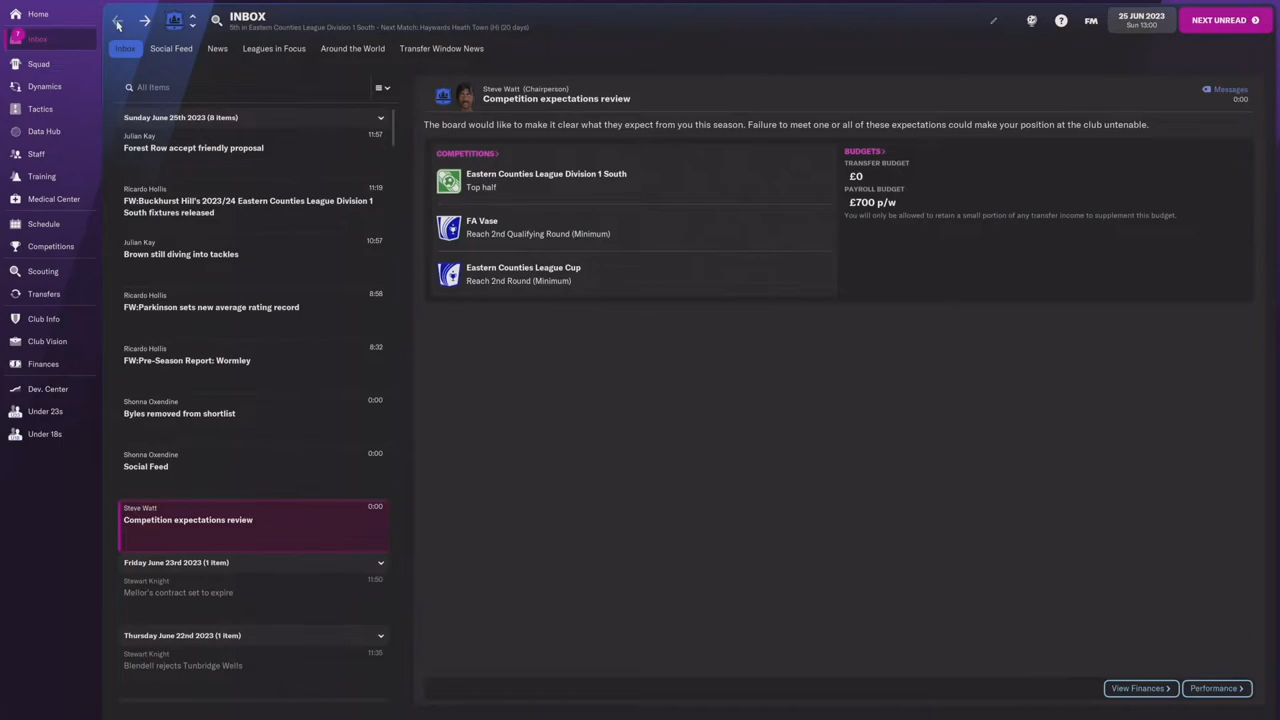 Home
7
Inbox
Squad
Dynamics
Tactics
Data Hub
Staff
Training
Medical Center
Schedule
Competitions
Scouting
Transfers
Club Info
Club Vision
Finances
Dev. Center
Under 23s
Under 18s
INBOX
5th in Eastern Counties League Division 1 South - Next Match: Haywards Heath Town (H) (20 days)
?
FM
25 JUN 2023
Sun 13:00
NEXT UNREAD
Inbox
Social Feed
News
Leagues in Focus
Around the World
Transfer Window News
All Items
Sunday June 25th 2023 (8 items)
Julian Kay 11:57
Forest Row accept friendly proposal
Ricardo Hollis 11:19
FW:Buckhurst Hill's 2023/24 Eastern Counties League Division 1
South fixtures released
Julian Kay 10:57
Brown still diving into tackles
Ricardo Hollis 8:58
FW:Parkinson sets new average rating record
Ricardo Hollis 8:32
FW:Pre-Season Report: Wormley
Shonna Oxendine 0:00
Byles removed from shortlist
Shonna Oxendine 0:00
Social Feed
Steve Watt 0:00
Competition expectations review
Friday June 23rd 2023 (1 item)
Stewart Knight 11:50
Mellor's contract set to expire
Thursday June 22nd 2023 (1 item)
Stewart Knight 11:35
Blendell rejects Tunbridge Wells
Steve Watt (Chairperson)
Competition expectations review
Messages
0:00
The board would like to make it clear what they expect from you this season. Failure to meet one or all of these expectations could make your position at the club untenable.
COMPETITIONS>
Eastern Counties League Division 1 South
Top half
FA Vase
Reach 2nd Qualifying Round (Minimum)
Eastern Counties League Cup
Reach 2nd Round (Minimum)
BUDGETS>
TRANSFER BUDGET
£0
PAYROLL BUDGET
£700 p/w
You will only be allowed to retain a small portion of any transfer income to supplement this budget.
View Finances >
Performance >